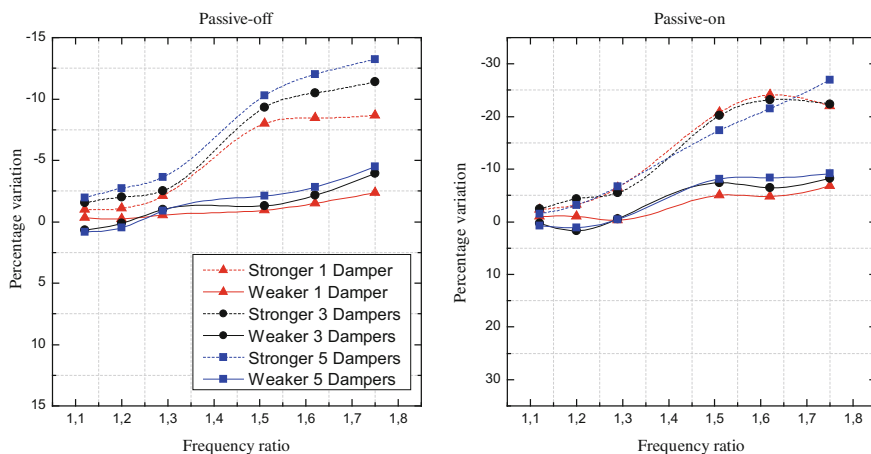 Passive-off
Percentage variation
-15
-10
-5
0
5
10
15
Stronger 1 Damper
Weaker 1 Damper
Stronger 3 Dampers
Weaker 3 Dampers
Stronger 5 Dampers
Weaker 5 Dampers
1,1 1,2 1,3 1,4 1,5 1,6 1,7 1,8
Frequency ratio
Passive-on
Percentage variation
-30
-20
-10
0
10
20
30
1,1 1,2 1,3 1,4 1,5 1,6 1,7 1,8
Frequency ratio